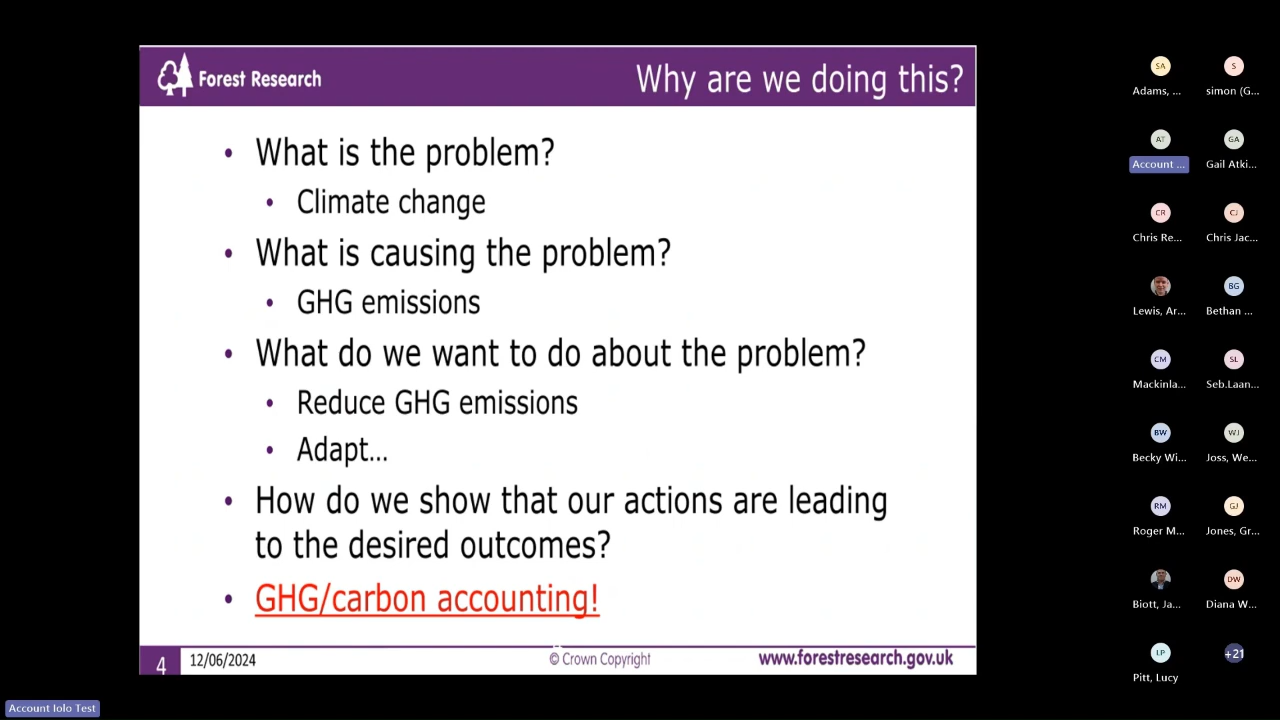 Forest Research
Why are we doing this?
• What is the problem?
• Climate change
• What is causing the problem?
• GHG emissions
• What do we want to do about the problem?
• Reduce GHG emissions
• Adapt...
• How do we show that our actions are leading
to the desired outcomes?
• GHG/carbon accounting!
4
12/06/2024
© Crown Copyright
www.forestresearch.gov.uk
SA
S
Adams, ...
simon (G...
AT
GA
Account ...
Gail Atki...
CR
CJ
Chris Re...
Chris Jac...
BG
Lewis, Ar...
Bethan ...
CM
SL
Mackinla...
Seb.Laan...
BW
WJ
Becky Wi...
Joss, We...
RM
GJ
Roger M...
Jones, Gr...
DW
Biott, Ja...
Diana W...
LP
+21
Pitt, Lucy
Account Iolo Test